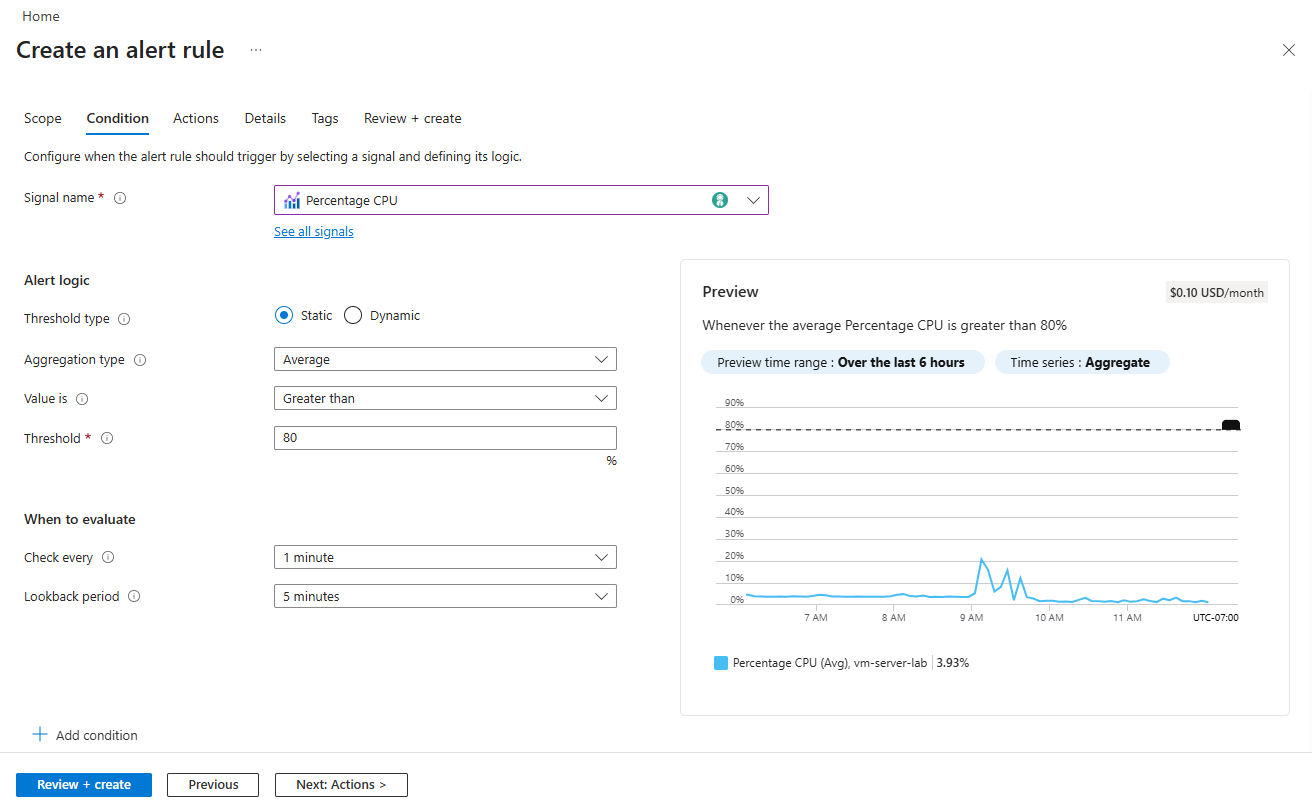 Home
Create an alert rule ...
Scope Condition Actions Details Tags Review + create
Configure when the alert rule should trigger by selecting a signal and defining its logic.
Signal name * Percentage CPU
See all signals
Alert logic
Threshold type Static Dynamic
Aggregation type Average
Value is Greater than
Threshold * 80
%
When to evaluate
Check every 1 minute
Lookback period 5 minutes
Preview $0.10 USD/month
Whenever the average Percentage CPU is greater than 80%
Preview time range : Over the last 6 hours Time series : Aggregate
90%
80%
70%
60%
50%
40%
30%
20%
10%
0%
7 AM 8 AM 9 AM 10 AM 11 AM UTC-07:00
Percentage CPU (Avg), vm-server-lab 3.93%
+ Add condition
Review + create Previous Next: Actions >